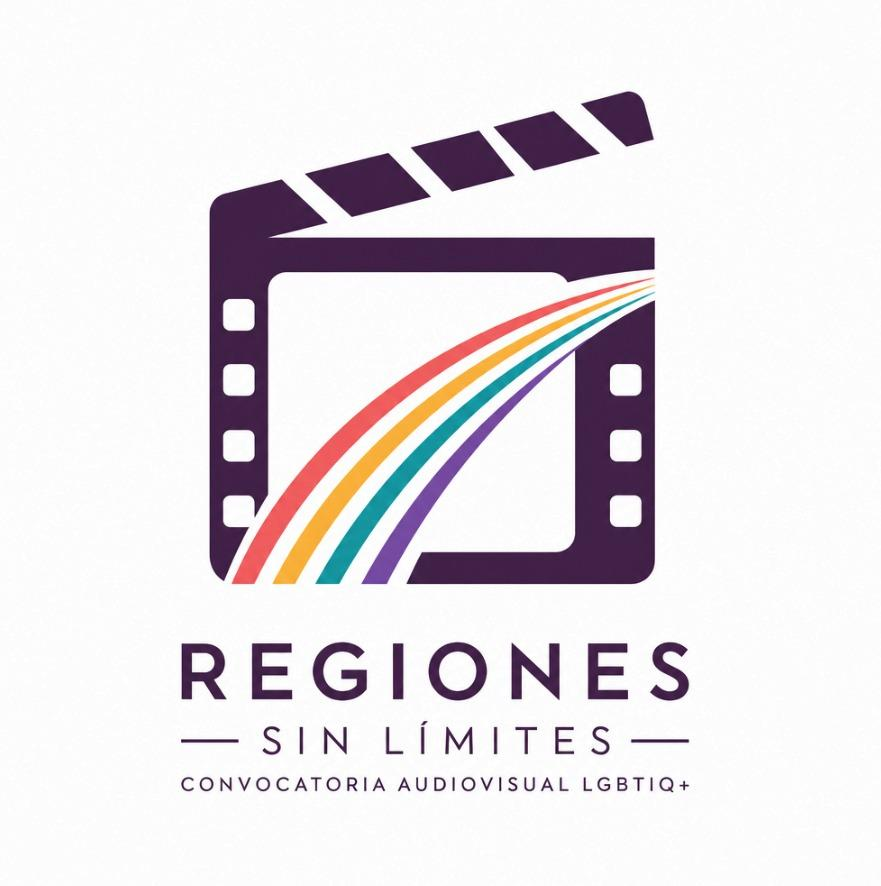 REGIONES
SIN LÍMITES
CONVOCATORIA AUDIOVISUAL LGBTIQ+